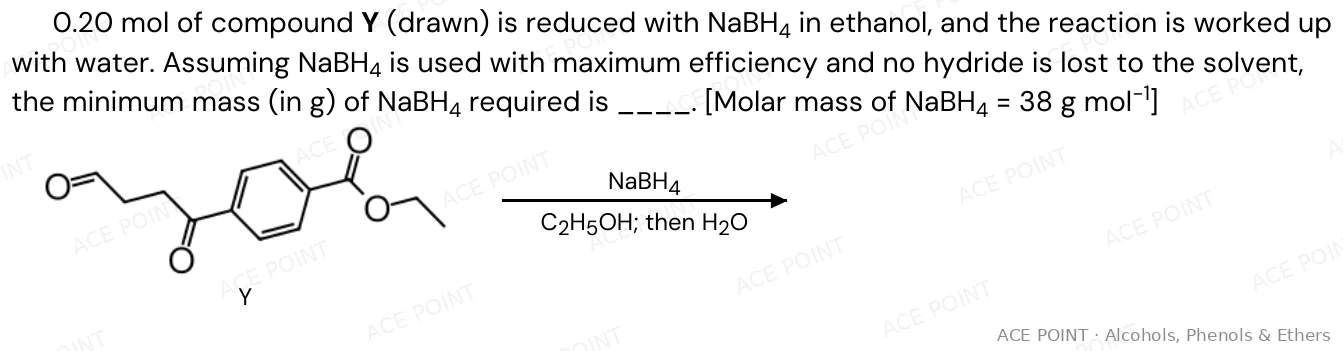 0.20 mol of compound Y (drawn) is reduced with NaBH₄ in ethanol, and the reaction is worked up
with water. Assuming NaBH₄ is used with maximum efficiency and no hydride is lost to the solvent,
the minimum mass (in g) of NaBH₄ required is ____. [Molar mass of NaBH₄ = 38 g mol⁻¹]
O
O
O
O
NaBH₄
C₂H₅OH; then H₂O
Y
ACE POINT · Alcohols, Phenols & Ethers